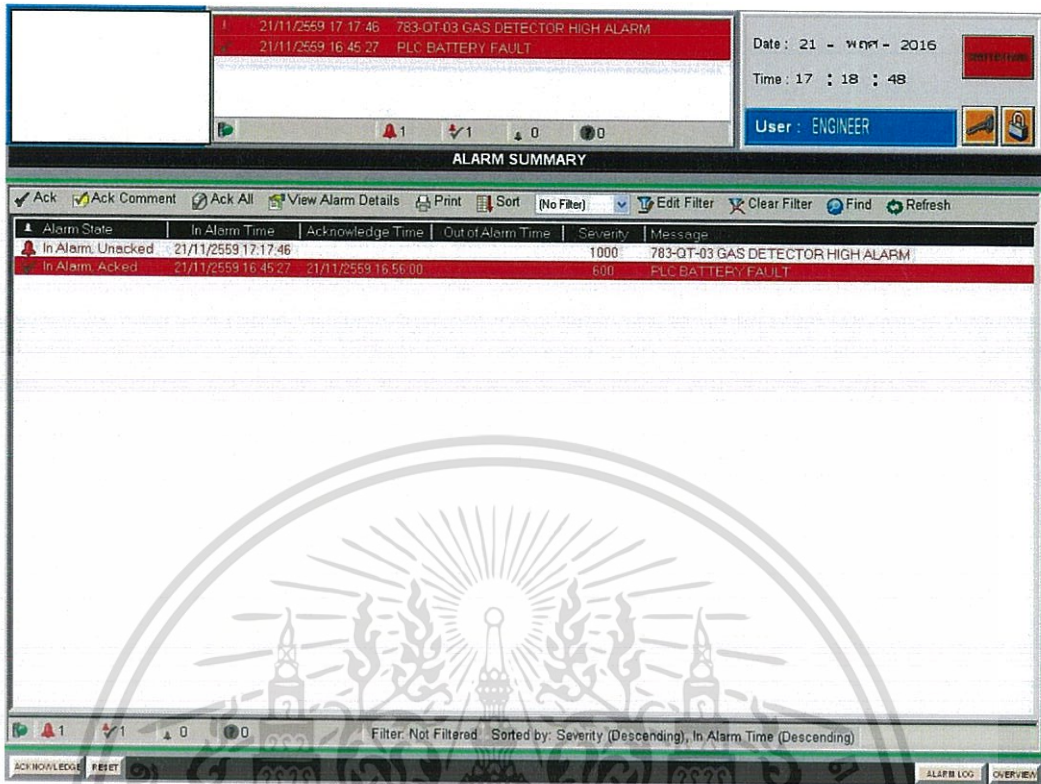 21/11/2559 17:17:46 783-QT-03 GAS DETECTOR HIGH ALARM
21/11/2559 16:45:27 PLC BATTERY FAULT
1 1 0 0
Date : 21 - พฤศ - 2016
Time : 17 : 18 : 48
User : ENGINEER
ALARM SUMMARY
Ack Ack Comment Ack All View Alarm Details Print Sort (No Filter) Edit Filter Clear Filter Find Refresh
Alarm State In Alarm Time Acknowledge Time Out of Alarm Time Severity Message
In Alarm, Unacked 21/11/2559 17:17:46 1000 783-QT-03 GAS DETECTOR HIGH ALARM
In Alarm, Acked 21/11/2559 16:45:27 21/11/2559 16:56:00 600 PLC BATTERY FAULT
1 1 0 0 Filter: Not Filtered Sorted by: Severity (Descending), In Alarm Time (Descending)
ACKNOWLEDGE RESET ALARM LOG OVERVIEW